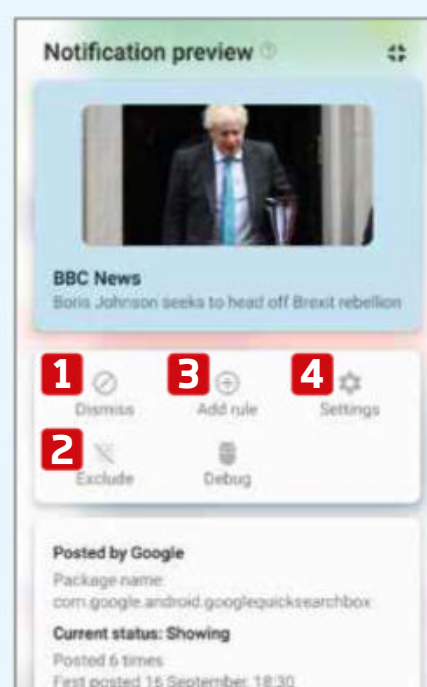 Notification preview
BBC News
Boris Johnson seeks to head off Brexit rebellion
1 3 4
Dismiss Add rule Settings
2
Exclude Debug
Posted by Google
Package name:
com.google.android.googlequicksearchbox
Current status: Showing
Posted 6 times
First posted 16 September, 18:30